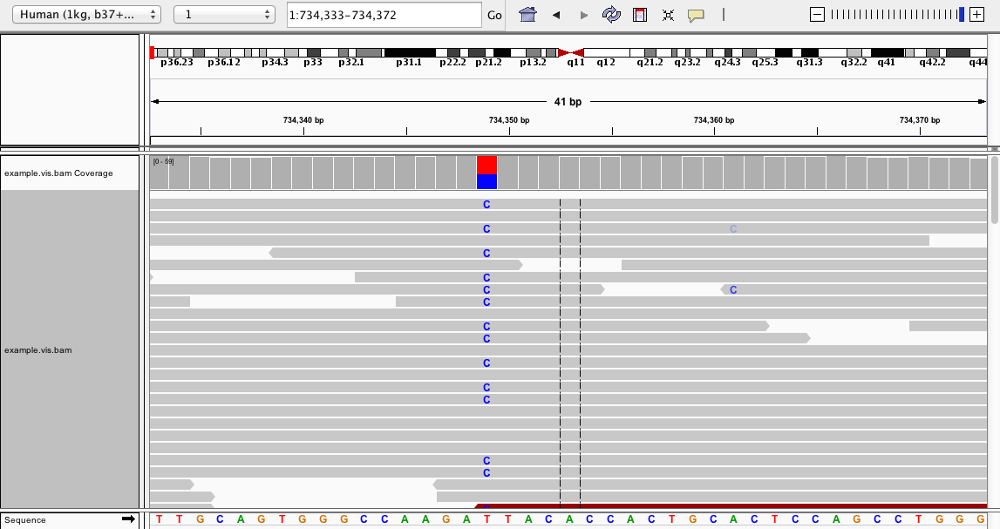 Human (1kg, b37+... 1 1:734,333-734,372 Go
p36.23 p36.12 p34.3 p33 p32.1 p31.1 p22.2 p21.2 p13.2 q11 q12 q21.2 q23.2 q24.3 q25.3 q31.3 q32.2 q41 q42.2 q44
41 bp
734,340 bp 734,350 bp 734,360 bp 734,370 bp
[0 - 59]
example.vis.bam Coverage
C
C C
C
C
C C
C
C
C
example.vis.bam
C
C
C
C
C
Sequence T T G C A G T G G G C C A A G A T T A C A C C A C T G C A C T C C A G C C T G G G